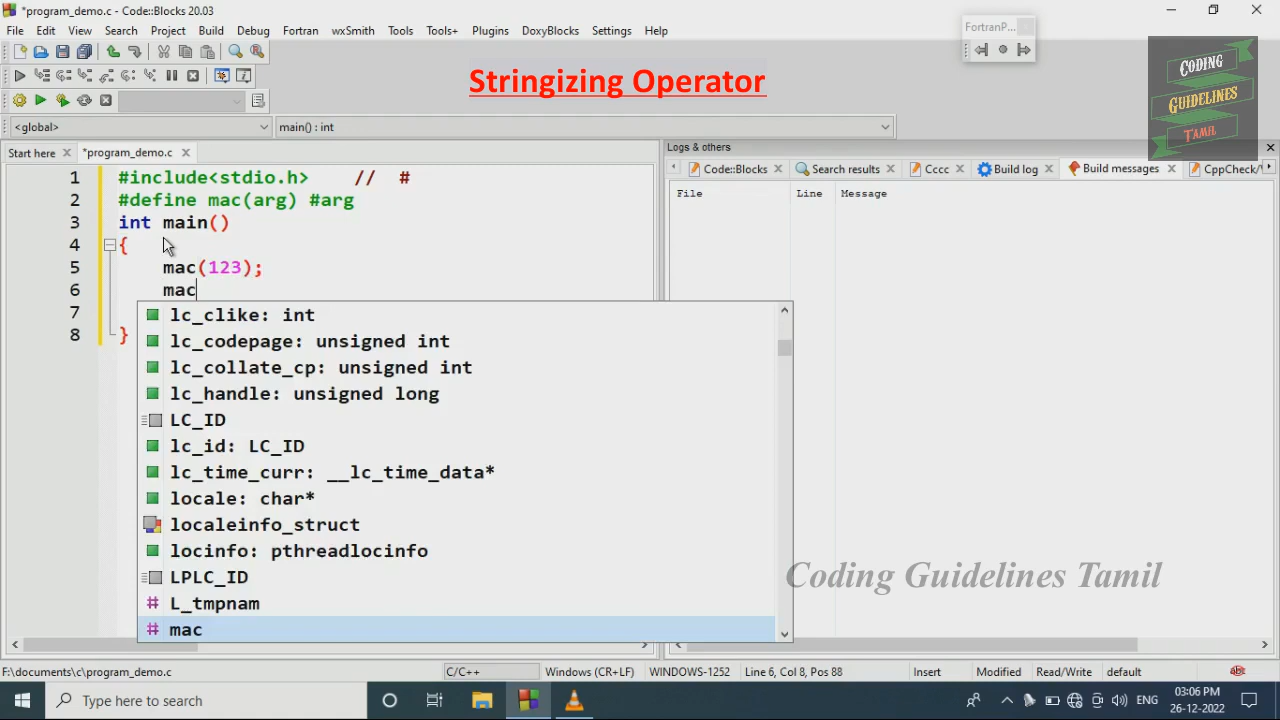 *program_demo.c - Code::Blocks 20.03
File Edit View Search Project Build Debug Fortran wxSmith Tools Tools+ Plugins DoxyBlocks Settings Help
FortranP...
Stringizing Operator
CODING
GUIDELINES
TAMIL
<global> main() : int
Start here *program_demo.c
Logs & others
Code::Blocks Search results Cccc Build log Build messages CppCheck/
File Line Message
1 #include<stdio.h> // #
2 #define mac(arg) #arg
3 int main()
4 {
5 mac(123);
6 mac
7
8 }
lc_clike: int
lc_codepage: unsigned int
lc_collate_cp: unsigned int
lc_handle: unsigned long
LC_ID
lc_id: LC_ID
lc_time_curr: __lc_time_data*
locale: char*
localeinfo_struct
locinfo: pthreadlocinfo
LPLC_ID
L_tmpnam
mac
Coding Guidelines Tamil
F:\documents\c\program_demo.c C/C++ Windows (CR+LF) WINDOWS-1252 Line 6, Col 8, Pos 88 Insert Modified Read/Write default
Type here to search
ENG
03:06 PM
26-12-2022